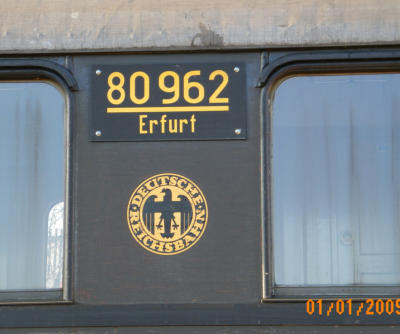 80 962
Erfurt
DEUTSCHE
REICHSBAHN
01/01/2009